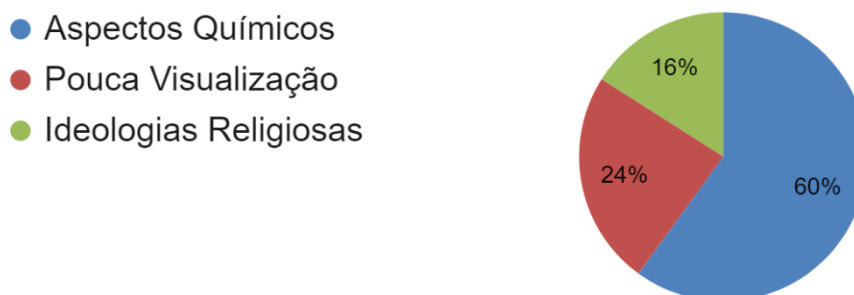 Aspectos Químicos
Pouca Visualização
Ideologias Religiosas
16%
24%
60%